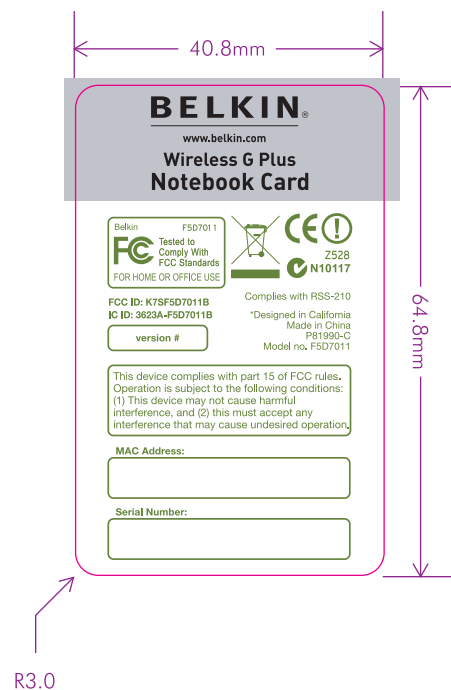 40.8mm
BELKIN®
www.belkin.com
Wireless G Plus
Notebook Card
Belkin F5D7011
FC Tested to
Comply With
FCC Standards
FOR HOME OR OFFICE USE
CE
Z528
N10117
FCC ID: K7SF5D7011B
IC ID: 3623A-F5D7011B
version #
Complies with RSS-210
*Designed in California
Made in China
P81990-C
Model no. F5D7011
This device complies with part 15 of FCC rules.
Operation is subject to the following conditions:
(1) This device may not cause harmful
interference, and (2) this must accept any
interference that may cause undesired operation.
MAC Address:
Serial Number:
64.8mm
R3.0